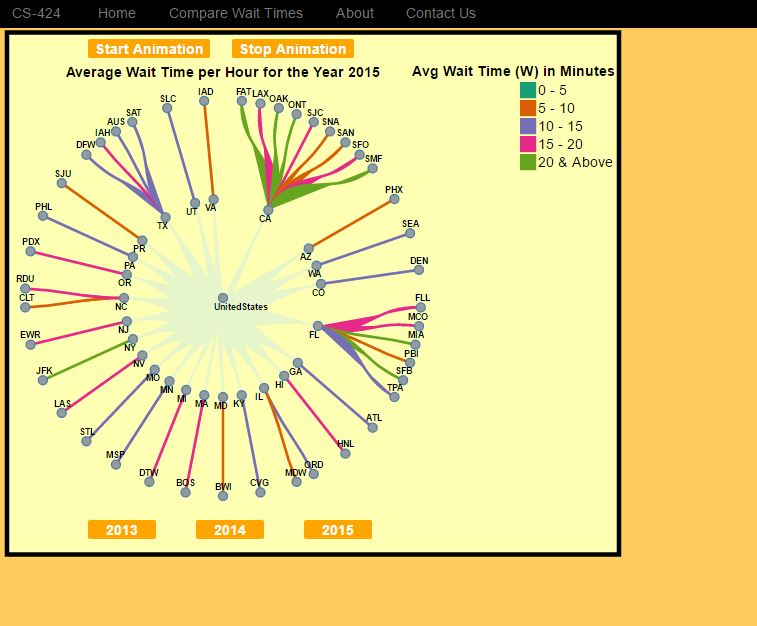 CS-424 Home Compare Wait Times About Contact Us
Start Animation Stop Animation
Average Wait Time per Hour for the Year 2015
Avg Wait Time (W) in Minutes
0 - 5
5 - 10
10 - 15
15 - 20
20 & Above
IAD
FAT
LAX
OAK
ONT
SJC
SNA
SAN
SFO
SMF
SLC
SAT
AUS
IAH
DFW
SJU
PHL
PDX
RDU
CLT
EWR
JFK
LAS
STL
MSP
DTW
BOS
BWI
CVG
MDW
ORD
HNL
ATL
TPA
SFB
PBI
MIA
MCO
FLL
DEN
SEA
PHX
TX
UT
VA
CA
AZ
WA
CO
PR
PA
OR
NC
NJ
NY
NV
MO
MN
MI
MA
MD
KY
IL
HI
GA
FL
UnitedStates
2013 2014 2015